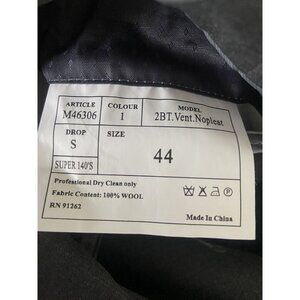 ARTICLE COLOUR MODEL
M46306 1 2BT.Vent.Nopleat
DROP SIZE
S 44
SUPER 140'S
Professional Dry Clean only
Fabric Content: 100% WOOL
RN 91262
Made In China